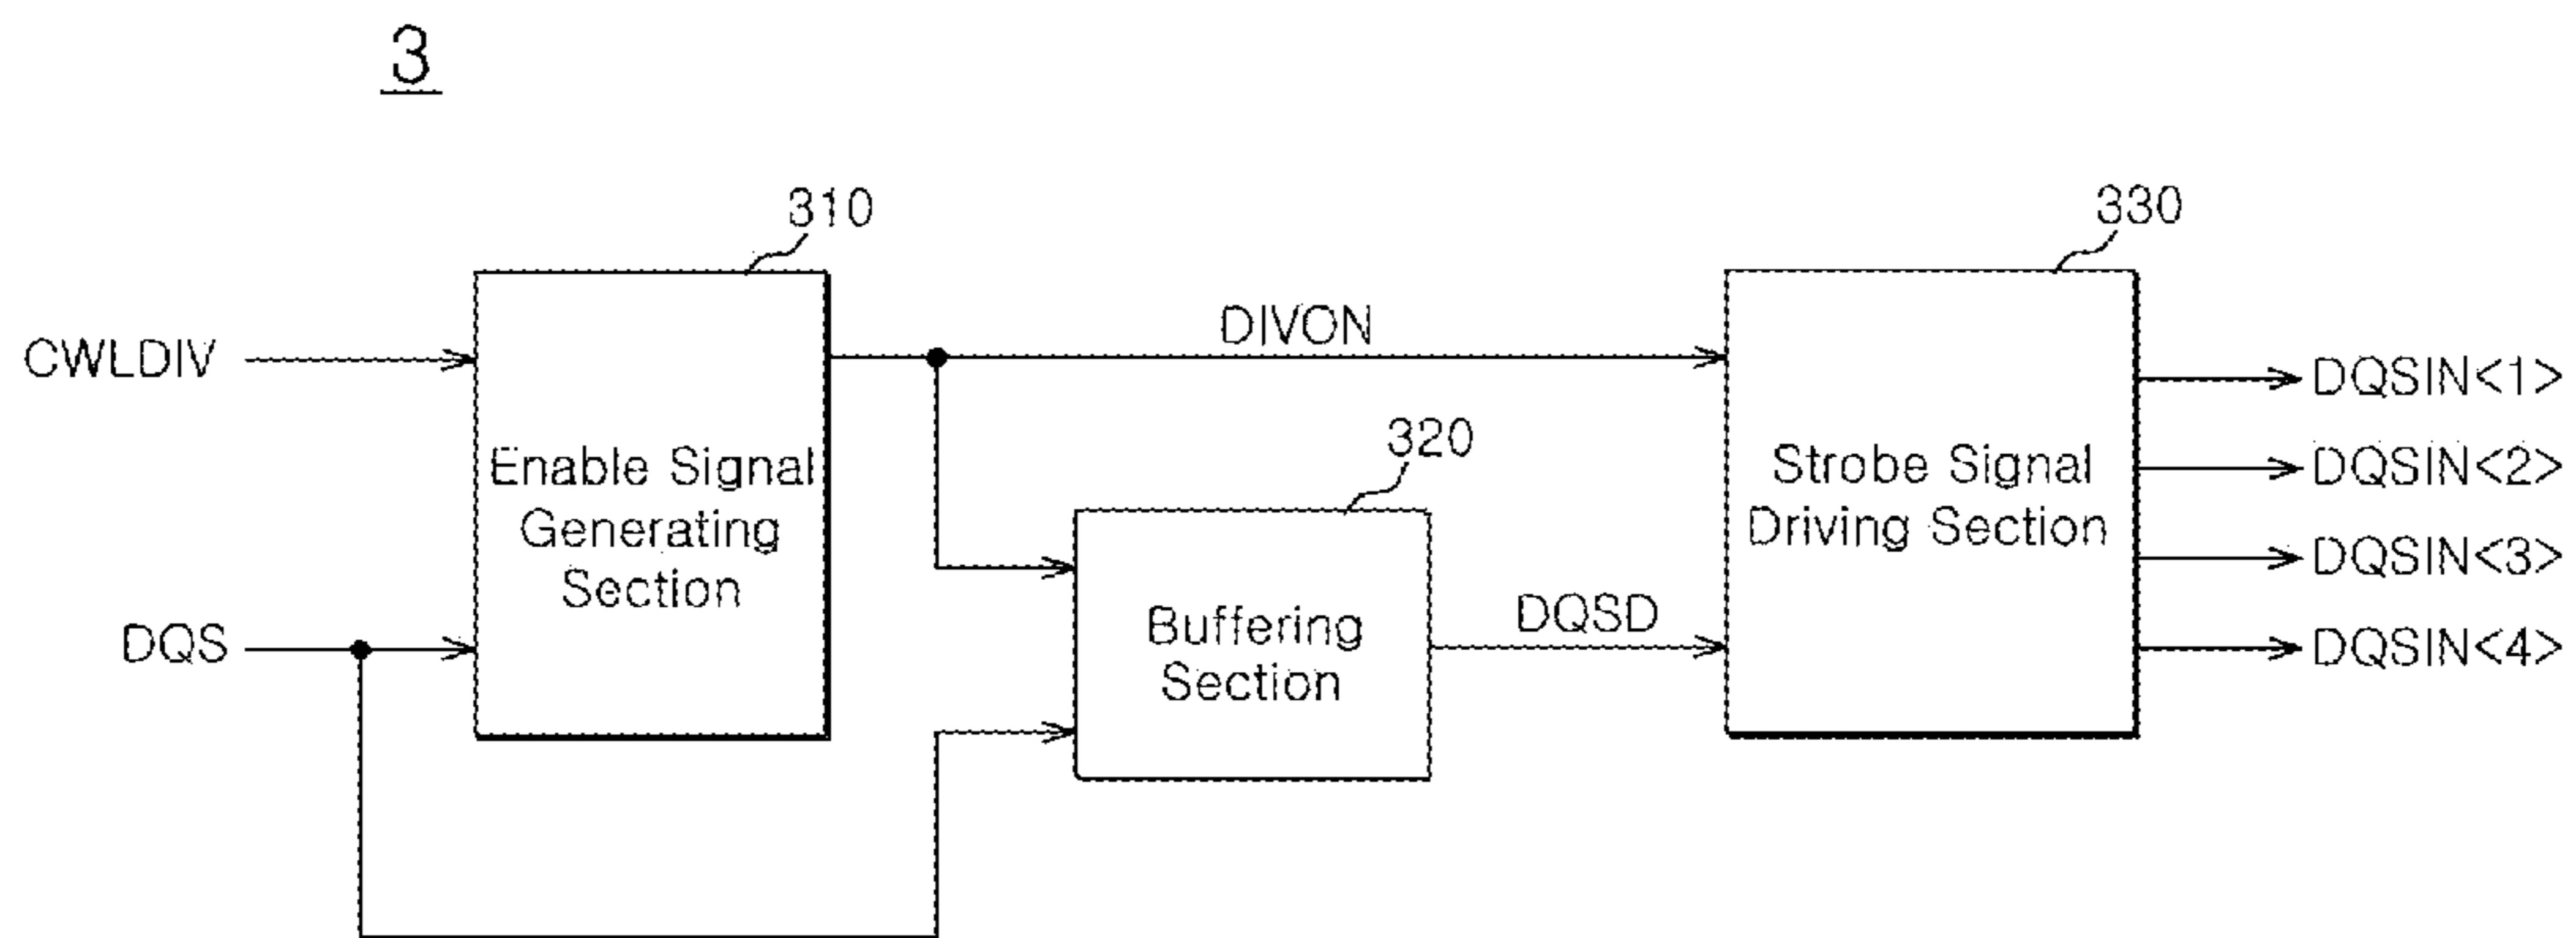 3
310
330
CWLDIV
DIVON
DQSIN<1>
Enable Signal
Generating
Section
320
Strobe Signal
Driving Section
DQSIN<2>
DQSIN<3>
DQS
Buffering
Section
DQSD
DQSIN<4>